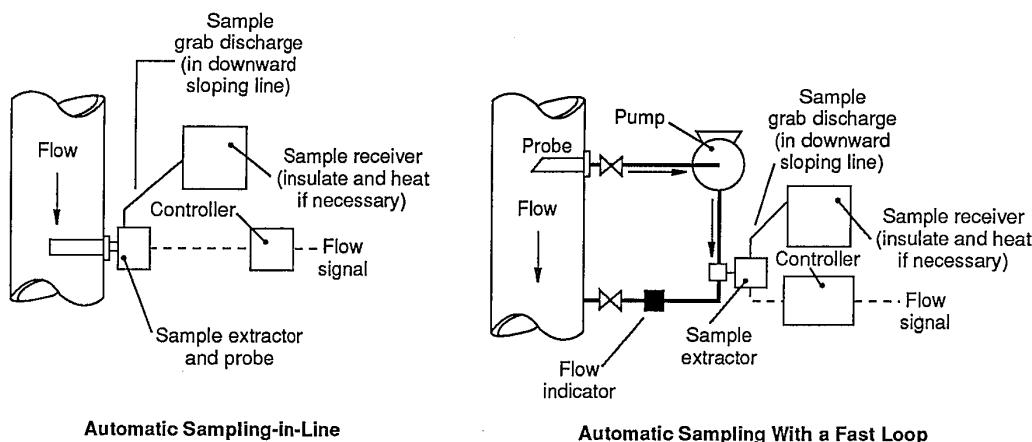 Sample
grab discharge
(in downward
sloping line)
Flow
Sample receiver
(insulate and heat
if necessary)
Controller
Flow
signal
Sample extractor
and probe
Automatic Sampling-in-Line
Pump
Probe
Sample
grab discharge
(in downward
sloping line)
Flow
Sample receiver
(insulate and heat
if necessary)
Controller
Flow
signal
Sample
extractor
Flow
indicator
Automatic Sampling With a Fast Loop